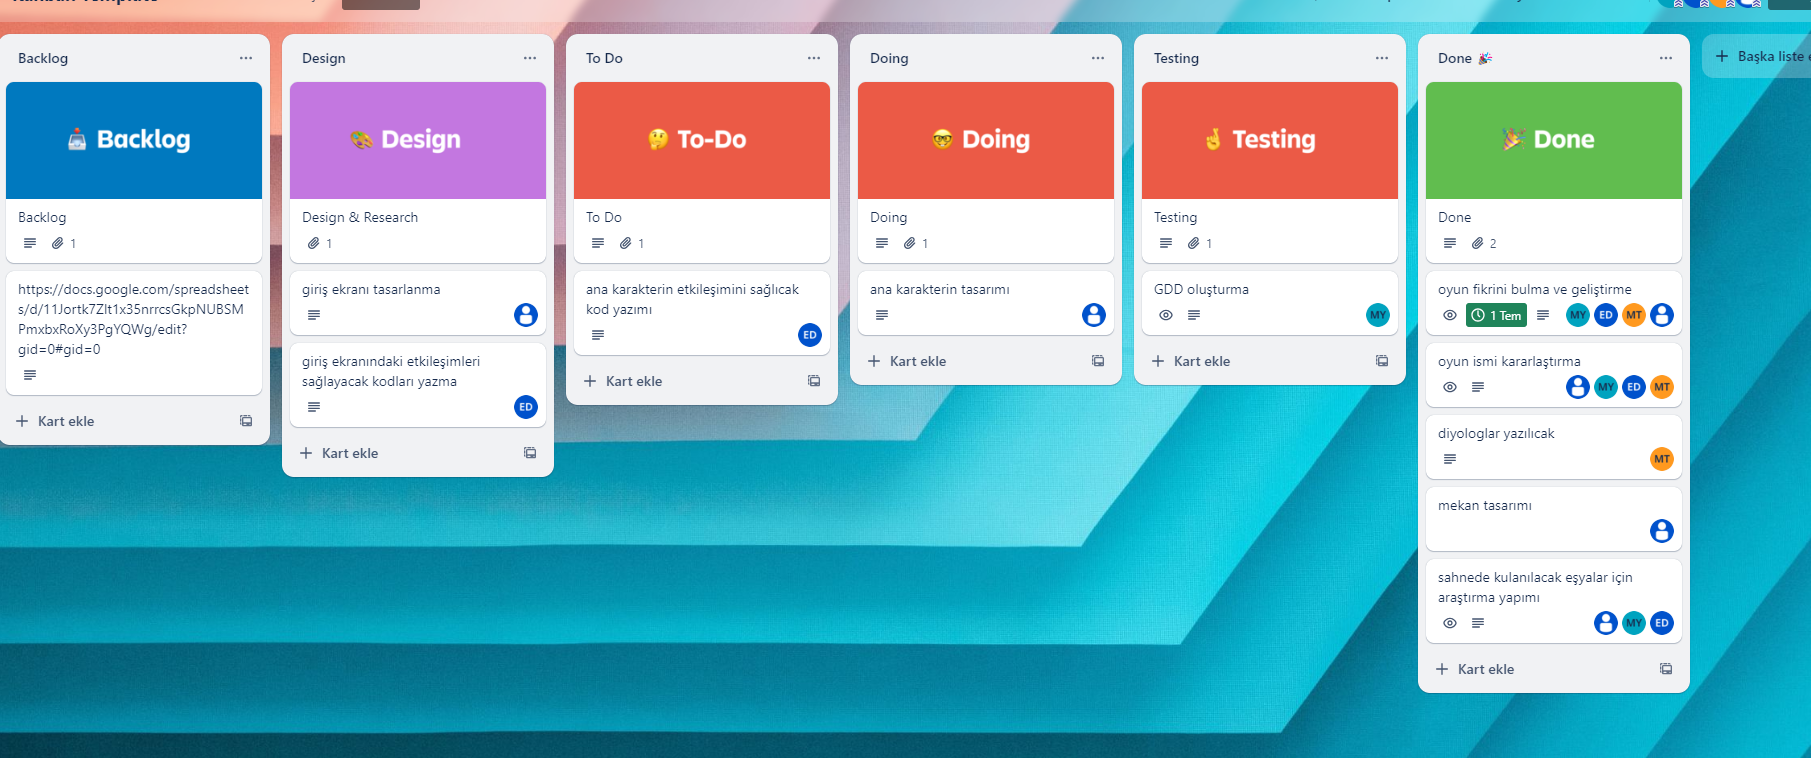 Backlog
Backlog
Backlog
1
https://docs.google.com/spreadsheet
s/d/11Jortk7Zlt1x35nrrcsGkpNUBSM
PmxbxRoXy3PgYQWg/edit?
gid=0#gid=0
Kart ekle
Design
Design
Design & Research
1
giriş ekranı tasarlanma
giriş ekranındaki etkileşimleri
sağlayacak kodları yazma
ED
Kart ekle
To Do
To-Do
To Do
1
ana karakterin etkileşimini sağlıcak
kod yazımı
ED
Kart ekle
Doing
Doing
Doing
1
ana karakterin tasarımı
Kart ekle
Testing
Testing
Testing
1
GDD oluşturma
MY
Kart ekle
Done
Done
Done
2
oyun fikrini bulma ve geliştirme
1 Tem MY ED MT
oyun ismi kararlaştırma
MY ED MT
diyologlar yazılıcak
MT
mekan tasarımı
sahnede kulanılacak eşyalar için
araştırma yapımı
MY ED
Kart ekle
Başka liste